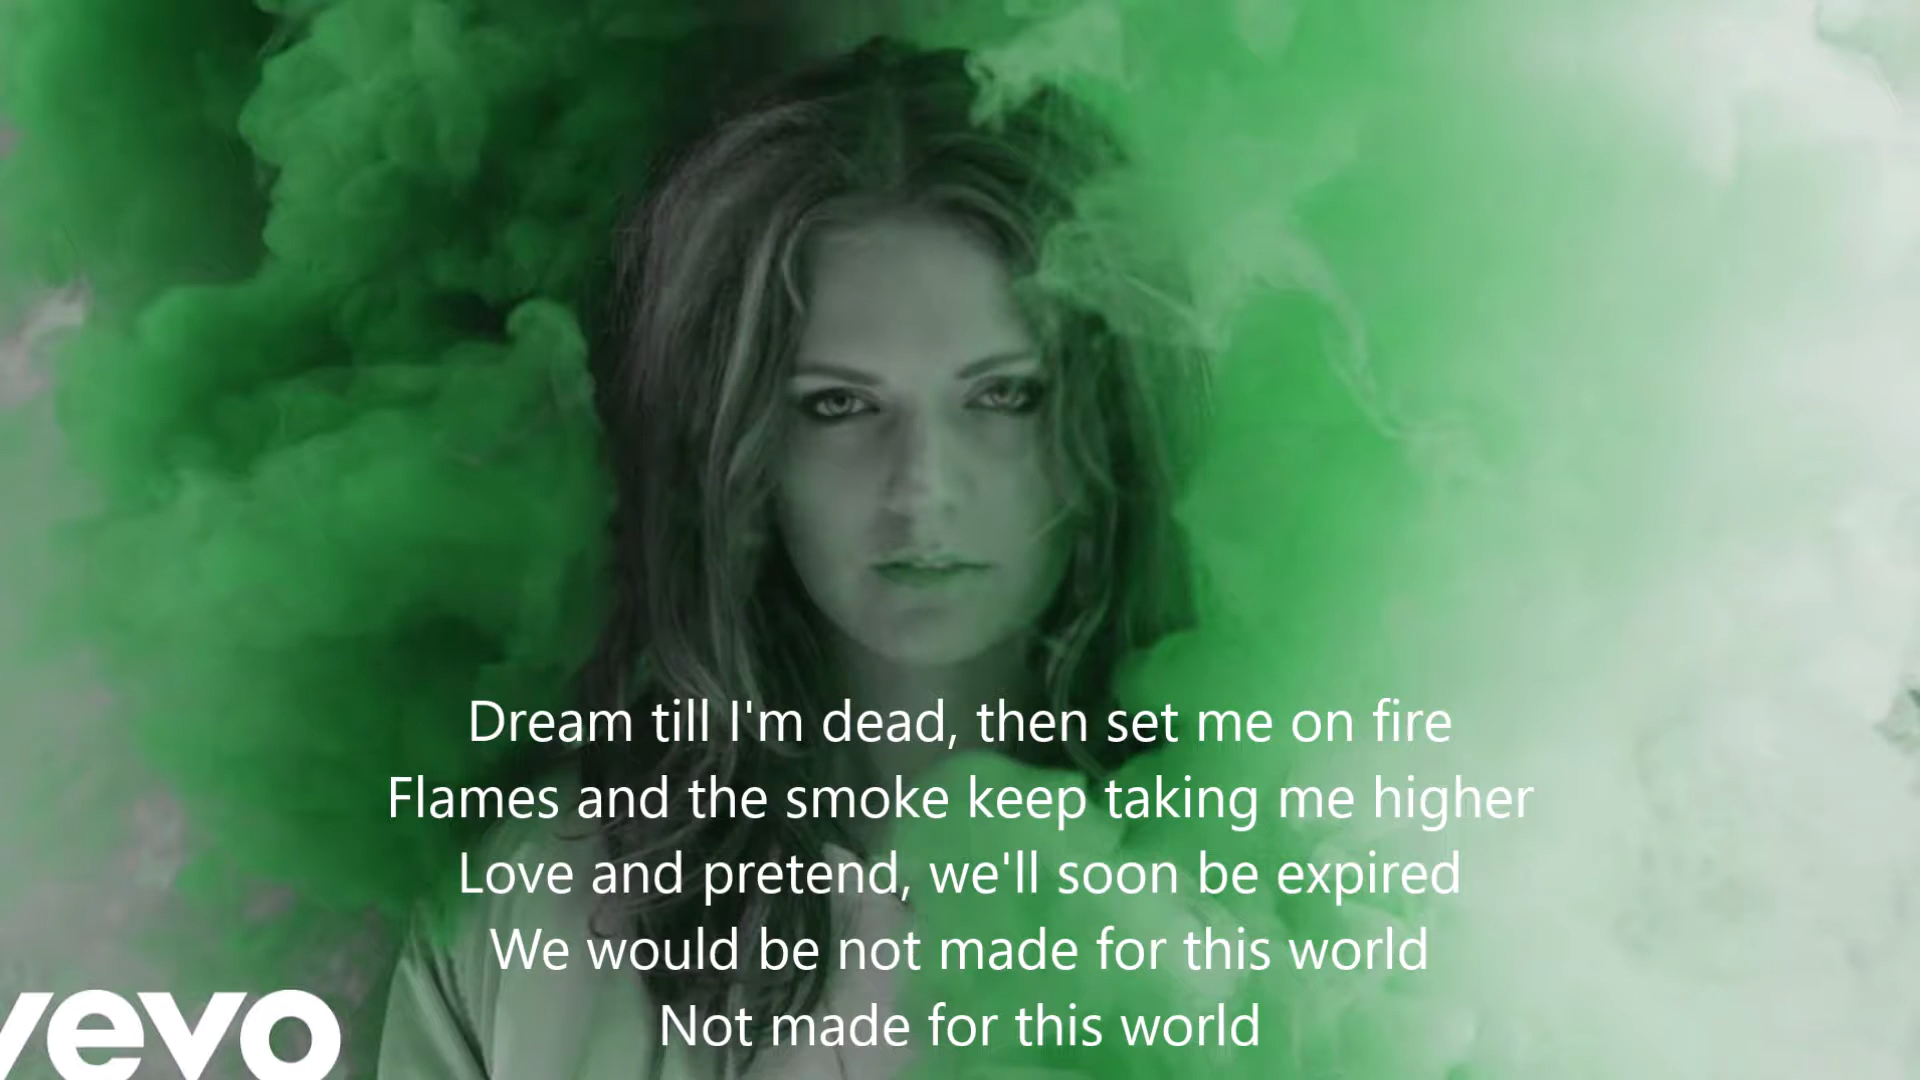 Dream till I'm dead, then set me on fire
Flames and the smoke keep taking me higher
Love and pretend, we'll soon be expired
We would be not made for this world
Not made for this world
vevo